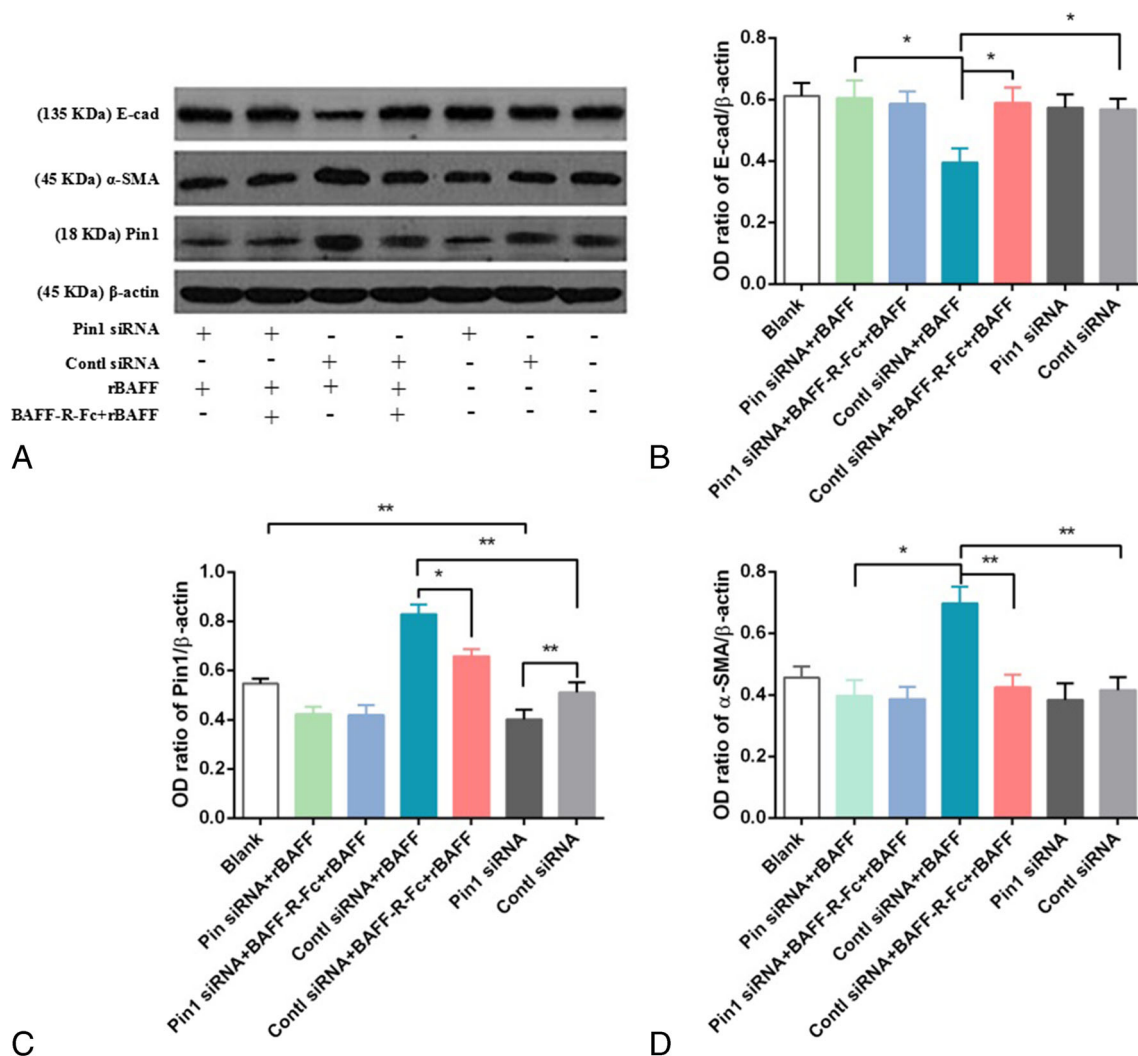 (135 KDa) E-cad
(45 KDa) α-SMA
(18 KDa) Pin1
(45 KDa) β-actin
Pin1 siRNA + + - - + - -
Contl siRNA - - + + - + -
rBAFF + + + + - - -
BAFF-R-Fc+rBAFF - + - + - - -
A
OD ratio of E-cad/β-actin
0.8
0.6
0.4
0.2
0.0
*
*
*
Blank
Pin siRNA+rBAFF
Pin1 siRNA+BAFF-R-Fc+rBAFF
Contl siRNA+rBAFF
Contl siRNA+BAFF-R-Fc+rBAFF
Pin1 siRNA
Contl siRNA
B
OD ratio of Pin1/β-actin
1.0
0.8
0.6
0.4
0.2
0.0
**
**
*
**
Blank
Pin siRNA+rBAFF
Pin1 siRNA+BAFF-R-Fc+rBAFF
Contl siRNA+rBAFF
Contl siRNA+BAFF-R-Fc+rBAFF
Pin1 siRNA
Contl siRNA
C
OD ratio of α-SMA/β-actin
0.8
0.6
0.4
0.2
0.0
*
**
**
Blank
Pin siRNA+rBAFF
Pin1 siRNA+BAFF-R-Fc+rBAFF
Contl siRNA+rBAFF
Contl siRNA+BAFF-R-Fc+rBAFF
Pin1 siRNA
Contl siRNA
D